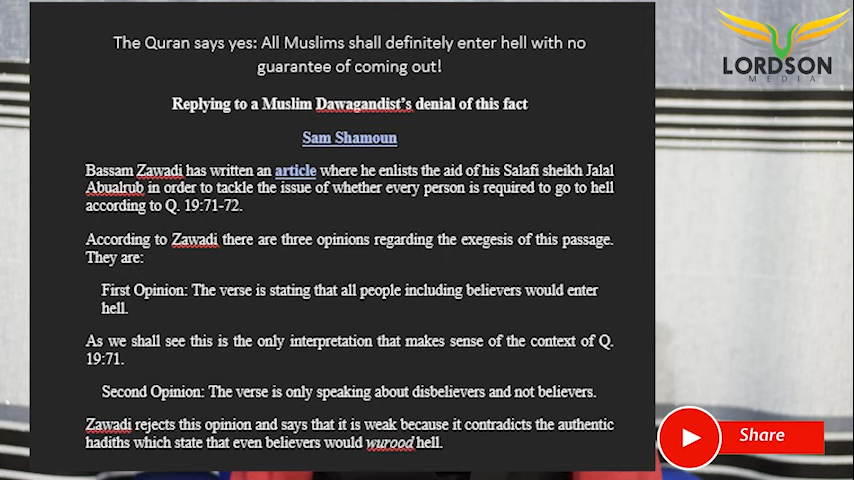 The Quran says yes: All Muslims shall definitely enter hell with no
guarantee of coming out!
Replying to a Muslim Dawagandist's denial of this fact
Sam Shamoun
Bassam Zawadi has written an article where he enlists the aid of his Salafi sheikh Jalal
Abualrub in order to tackle the issue of whether every person is required to go to hell
according to Q. 19:71-72.
According to Zawadi there are three opinions regarding the exegesis of this passage.
They are:
First Opinion: The verse is stating that all people including believers would enter
hell.
As we shall see this is the only interpretation that makes sense of the context of Q.
19:71.
Second Opinion: The verse is only speaking about disbelievers and not believers.
Zawadi rejects this opinion and says that it is weak because it contradicts the authentic
hadiths which state that even believers would wurood hell.
LORDSON
MEDIA
Share